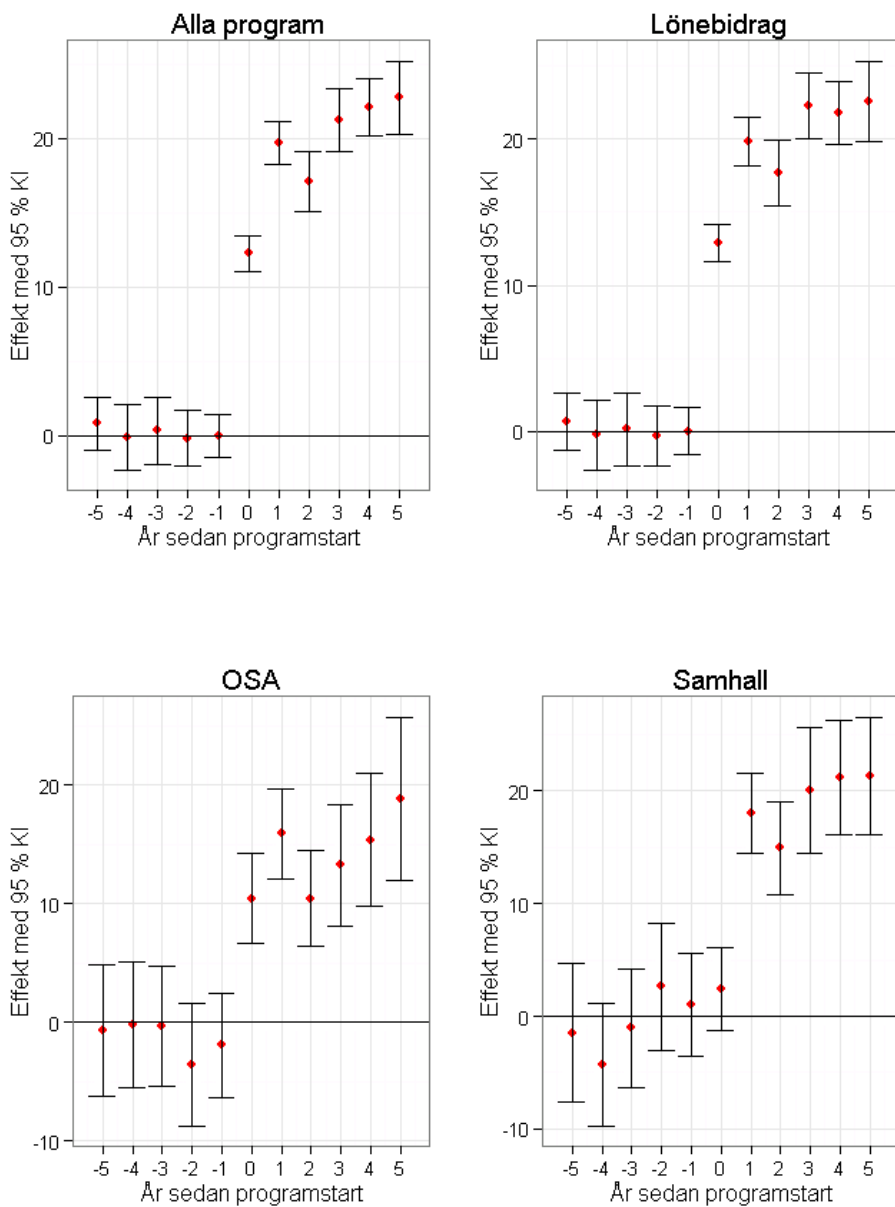 Alla program
Effekt med 95 % KI
20
10
0
-5 -4 -3 -2 -1 0 1 2 3 4 5
År sedan programstart
Lönebidrag
Effekt med 95 % KI
20
10
0
-5 -4 -3 -2 -1 0 1 2 3 4 5
År sedan programstart
OSA
Effekt med 95 % KI
20
10
0
-10
-5 -4 -3 -2 -1 0 1 2 3 4 5
År sedan programstart
Samhall
Effekt med 95 % KI
20
10
0
-10
-5 -4 -3 -2 -1 0 1 2 3 4 5
År sedan programstart